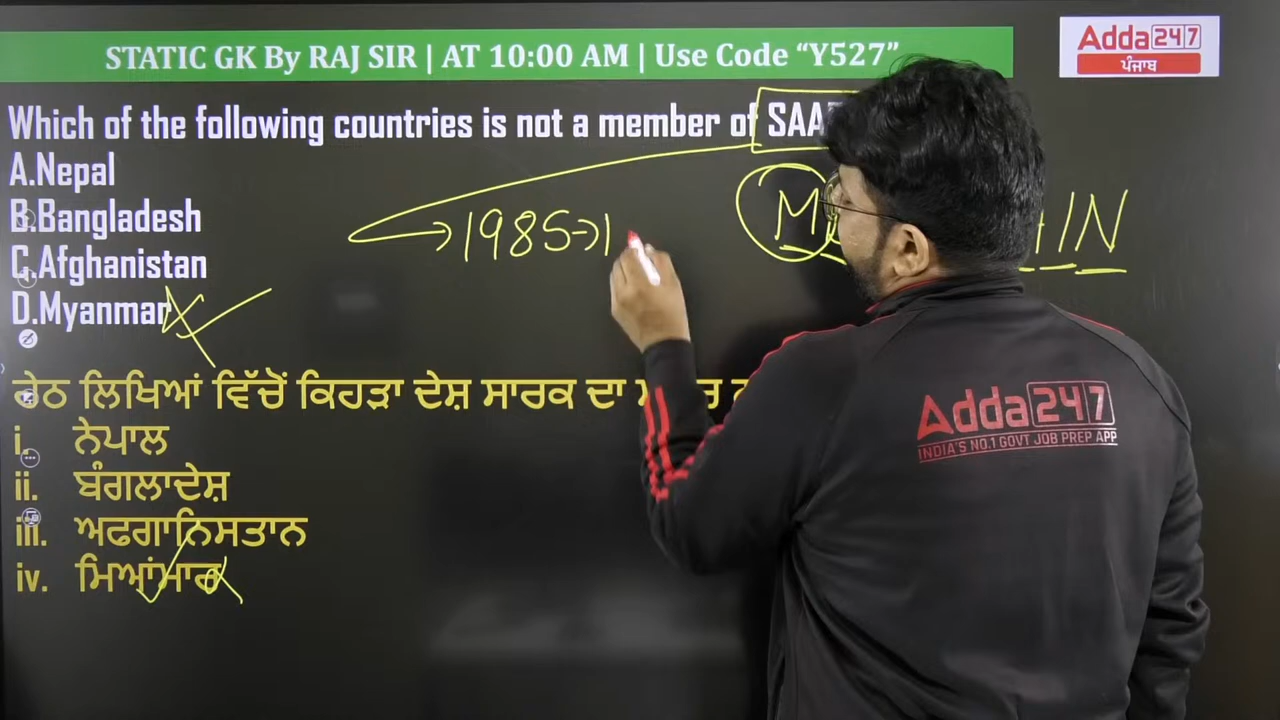 STATIC GK By RAJ SIR | AT 10:00 AM | Use Code “Y527”
Adda247
ਪੰਜਾਬ
Which of the following countries is not a member of
A.Nepal
B.Bangladesh
C.Afghanistan
D.Myanmar
1985
ਹੇਠ ਲਿਖਿਆਂ ਵਿੱਚੋਂ ਕਿਹੜਾ ਦੇਸ਼ ਸਾਰਕ ਦਾ
i. ਨੇਪਾਲ
ii. ਬੰਗਲਾਦੇਸ਼
iii. ਅਫਗਾਨਿਸਤਾਨ
iv. ਮਿਆਂਮਾਰ
Adda247
INDIA'S NO.1 GOVT JOB PREP APP